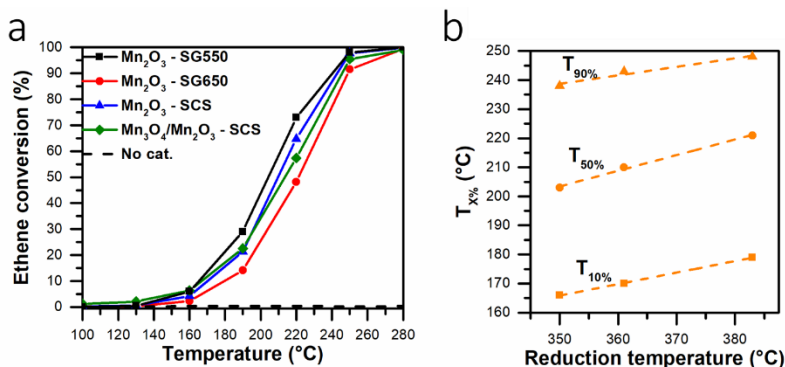 a
Ethene conversion (%)
100
90
80
70
60
50
40
30
20
10
0
Mn₂O₃ - SG550
Mn₂O₃ - SG650
Mn₂O₃ - SCS
Mn₃O₄/Mn₂O₃ - SCS
No cat.
100 120 140 160 180 200 220 240 260 280
Temperature (°C)
b
Tx% (°C)
250
240
230
220
210
200
190
180
170
160
T90%
T50%
T10%
350 360 370 380
Reduction temperature (°C)